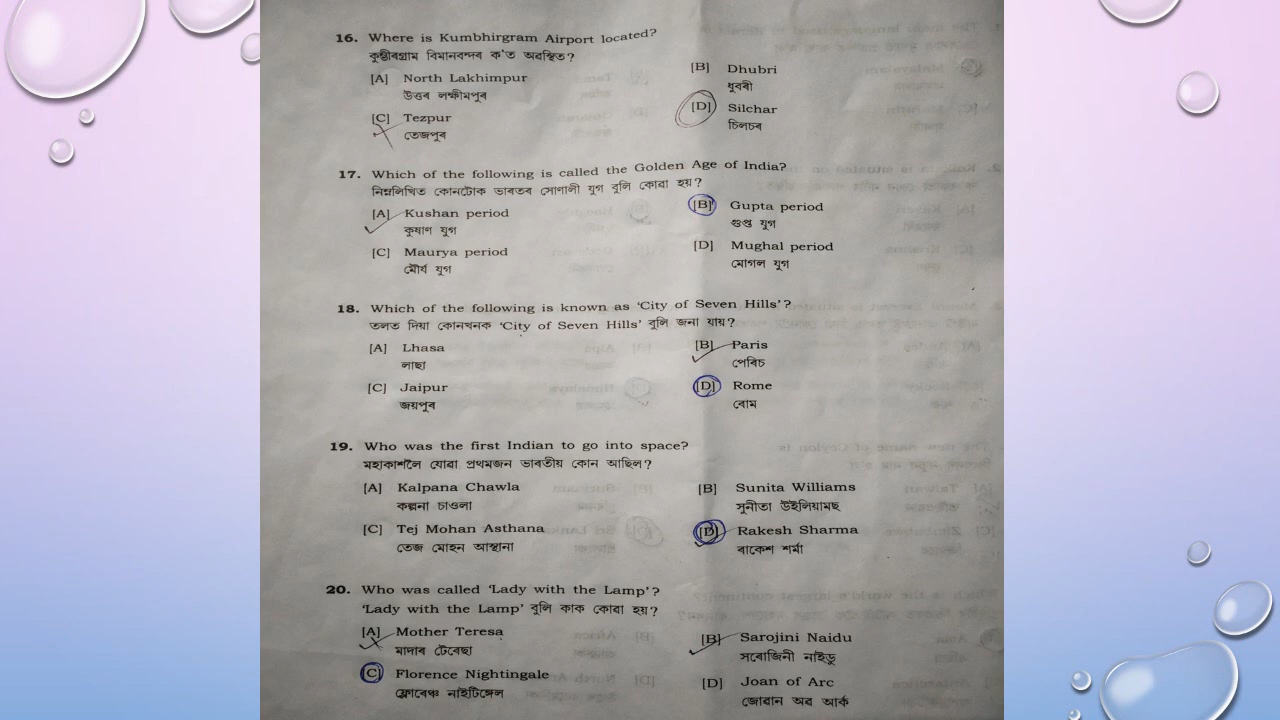 16. Where is Kumbhirgram Airport located?
কুম্ভীৰগ্ৰাম বিমানবন্দৰ ক'ত অৱস্থিত?
[A] North Lakhimpur
উত্তৰ লক্ষীমপুৰ
[B] Dhubri
ধুবৰী
[C] Tezpur
তেজপুৰ
[D] Silchar
চিলচৰ
17. Which of the following is called the Golden Age of India?
নিম্নলিখিত কোনটোক ভাৰতৰ সোণালী যুগ বুলি কোৱা হয়?
[A] Kushan period
কুষাণ যুগ
[B] Gupta period
গুপ্ত যুগ
[C] Maurya period
মৌৰ্য যুগ
[D] Mughal period
মোগল যুগ
18. Which of the following is known as ‘City of Seven Hills’?
তলত দিয়া কোনখনক ‘City of Seven Hills’ বুলি জনা যায়?
[A] Lhasa
লাছা
[B] Paris
পেৰিচ
[C] Jaipur
জয়পুৰ
[D] Rome
ৰোম
19. Who was the first Indian to go into space?
মহাকাশলৈ যোৱা প্ৰথমজন ভাৰতীয় কোন আছিল?
[A] Kalpana Chawla
কল্পনা চাওলা
[B] Sunita Williams
সুনীতা উইলিয়ামছ
[C] Tej Mohan Asthana
তেজ মোহন আস্থানা
[D] Rakesh Sharma
ৰাকেশ শৰ্মা
20. Who was called ‘Lady with the Lamp’?
‘Lady with the Lamp’ বুলি কাক কোৱা হয়?
[A] Mother Teresa
মাদাৰ টেৰেছা
[B] Sarojini Naidu
সৰোজিনী নাইডু
[C] Florence Nightingale
ফ্লোৰেঞ্চ নাইটিঙ্গেল
[D] Joan of Arc
জোৱান অৱ আৰ্ক